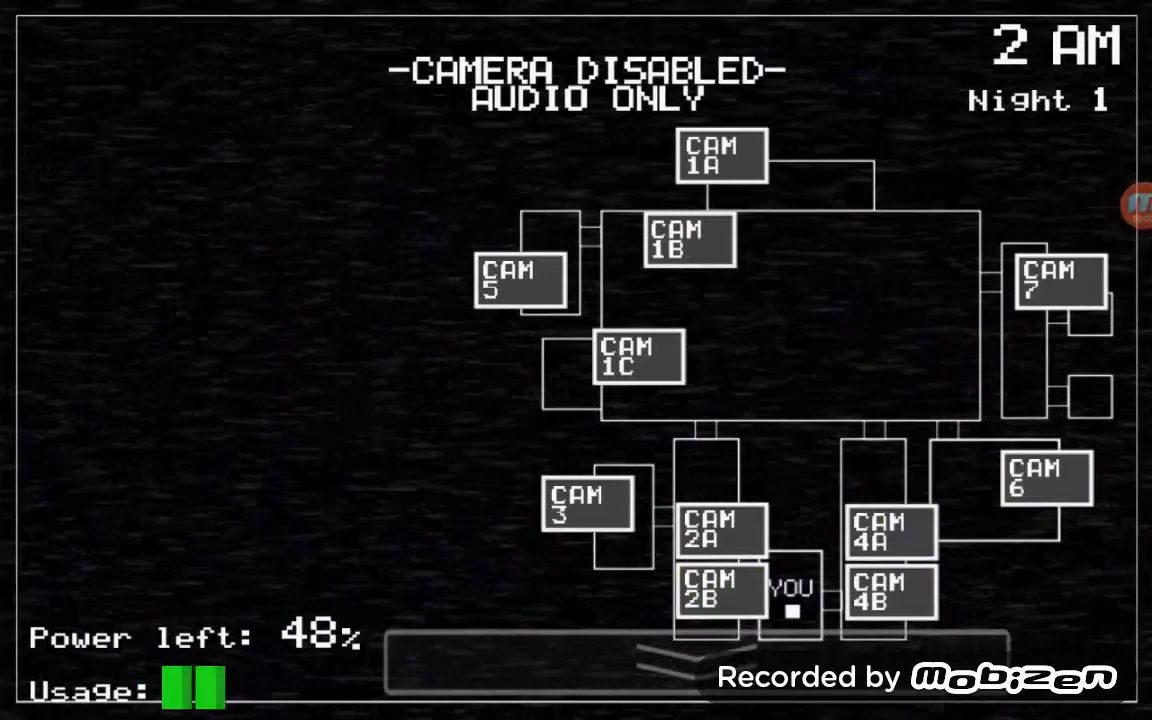 2 AM
-CAMERA DISABLED-
AUDIO ONLY
Night 1
CAM
1A
CAM
1B
CAM
5
CAM
7
CAM
1C
CAM
6
CAM
3
CAM
2A
CAM
4A
CAM
2B
YOU
CAM
4B
Power left: 48%
Usage:
Recorded by mobizen